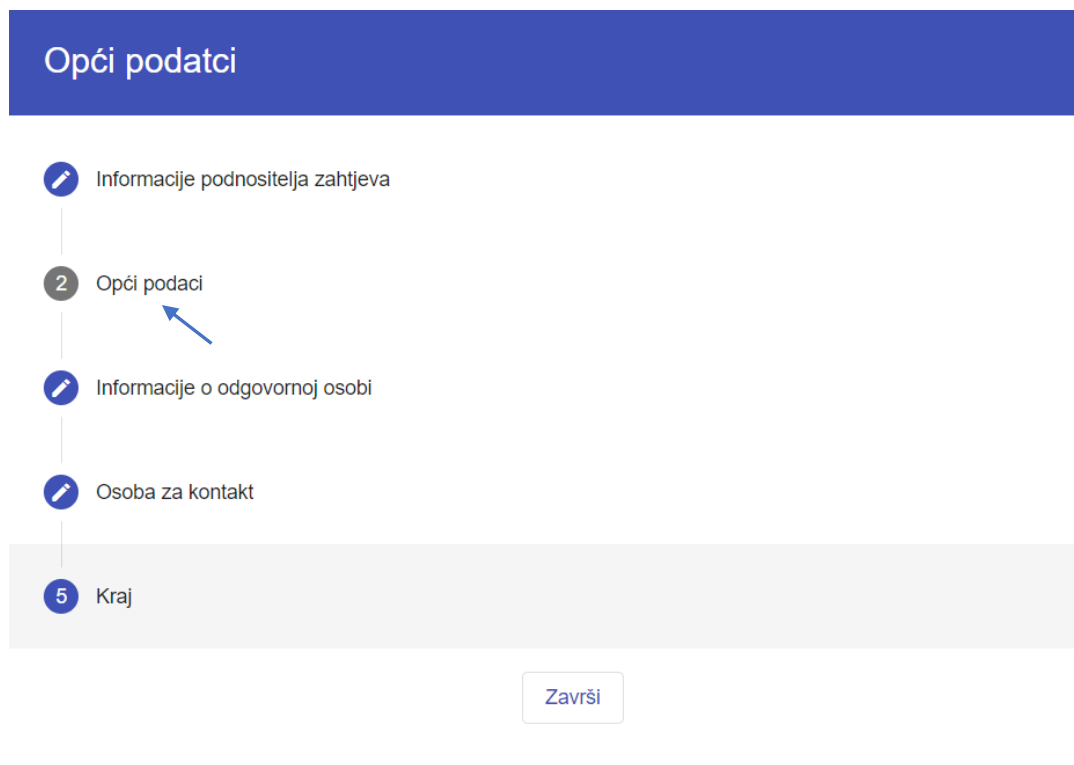 Opći podatci
Informacije podnositelja zahtjeva
2 Opći podaci
Informacije o odgovornoj osobi
Osoba za kontakt
5 Kraj
Završi